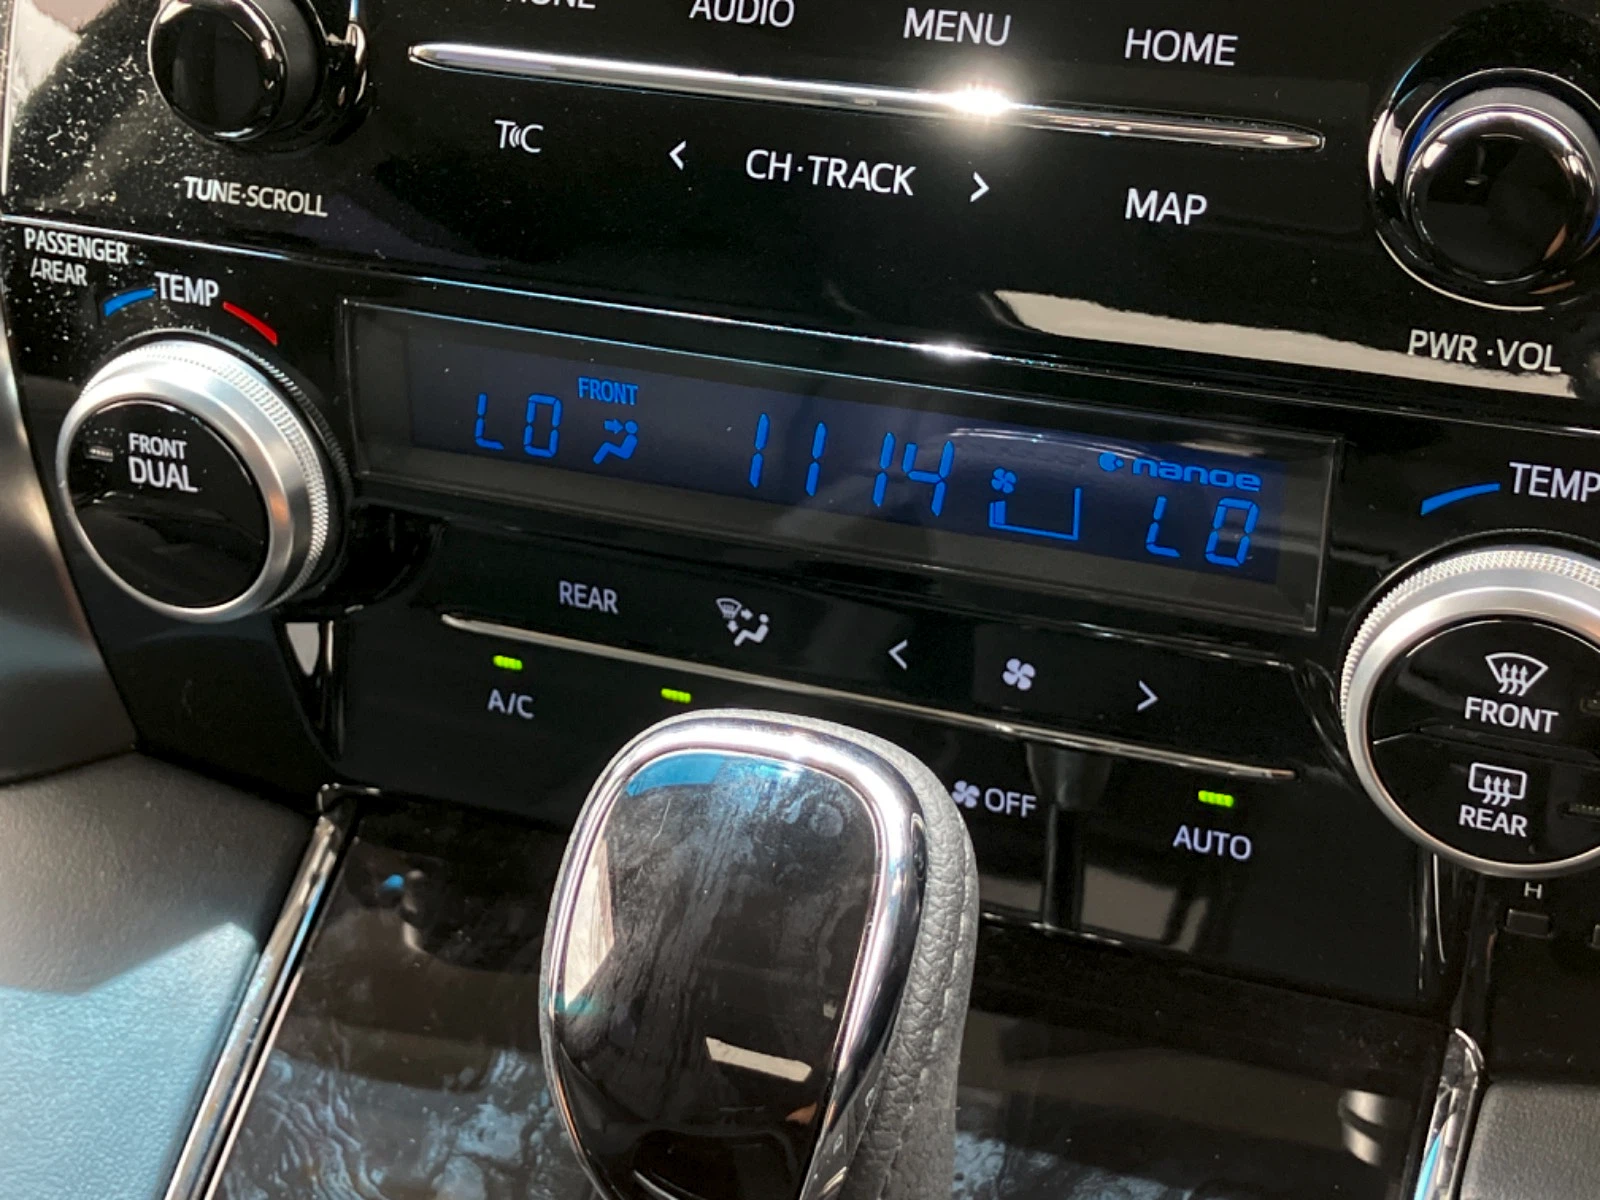 AUDIO
MENU
HOME
T(((C
CH·TRACK
MAP
TUNE·SCROLL
PWR·VOL
PASSENGER
/REAR
TEMP
FRONT
DUAL
FRONT
LO
11 14
nanoe
LO
TEMP
REAR
A/C
OFF
AUTO
FRONT
REAR
H